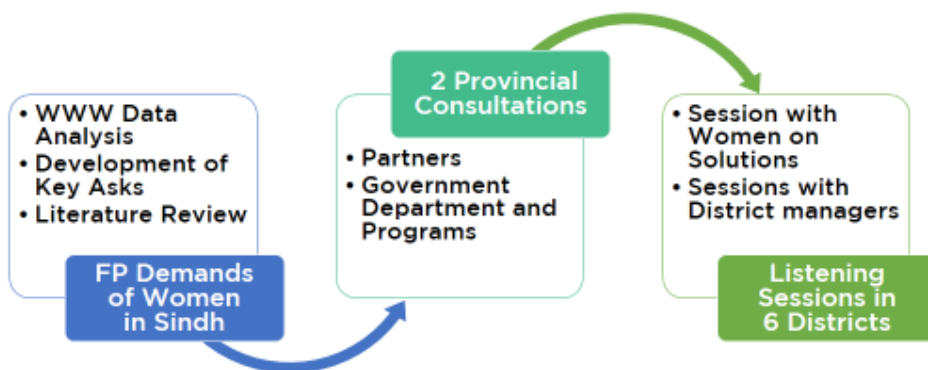 • WWW Data
Analysis
• Development of
Key Asks
• Literature Review
FP Demands
of Women
in Sindh
2 Provincial
Consultations
• Partners
• Government
Department and
Programs
• Session with
Women on
Solutions
• Sessions with
District managers
Listening
Sessions in
6 Districts